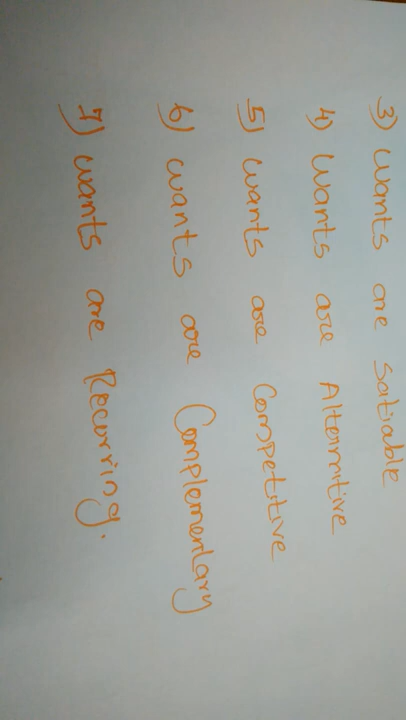 3) Wants are Satiable
4) Wants are Alternitive
5) Wants are Competitive
6) Wants are Complementary
7) Wants are Recurring.